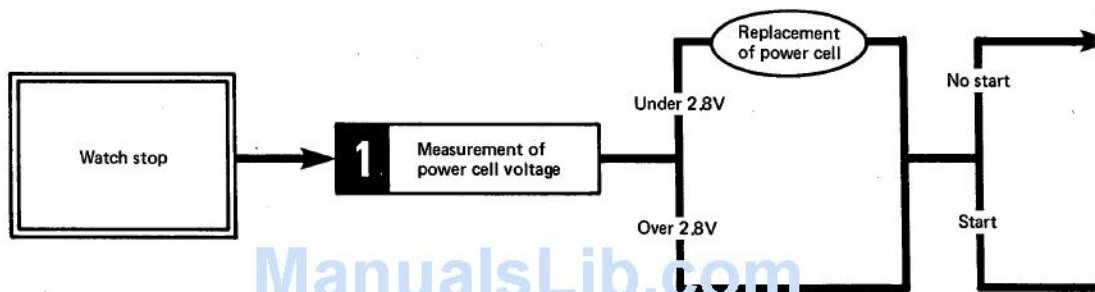 Watch stop
1
Measurement of
power cell voltage
Under 2.8V
Over 2.8V
Replacement
of power cell
No start
Start
ManualsLib.com